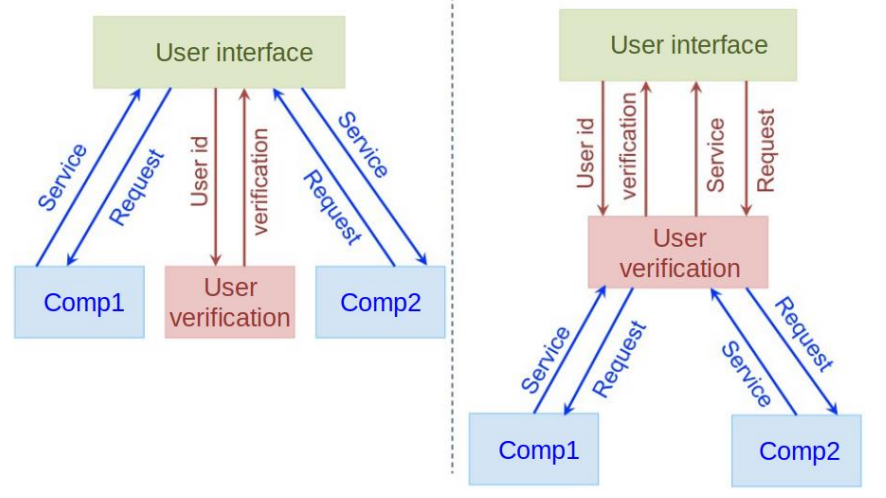 User interface
Service
Request
User id
verification
Service
Request
Comp1
User
verification
Comp2
User interface
User id
verification
Service
Request
User
verification
Service
Request
Request
Service
Comp1
Comp2